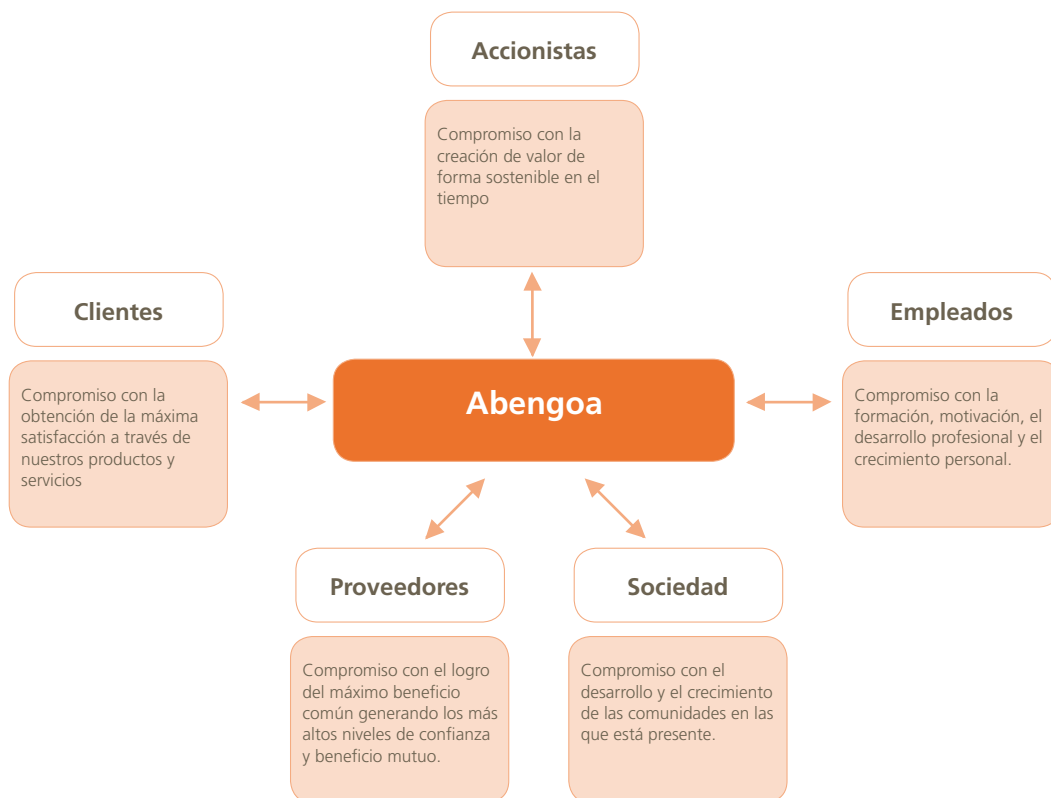 Accionistas
Compromiso con la
creación de valor de
forma sostenible en el
tiempo
Clientes
Compromiso con la
obtención de la máxima
satisfacción a través de
nuestros productos y
servicios
Abengoa
Empleados
Compromiso con la
formación, motivación, el
desarrollo profesional y el
crecimiento personal.
Proveedores
Compromiso con el logro
del máximo beneficio
común generando los más
altos niveles de confianza
y beneficio mutuo.
Sociedad
Compromiso con el
desarrollo y el crecimiento
de las comunidades en las
que está presente.